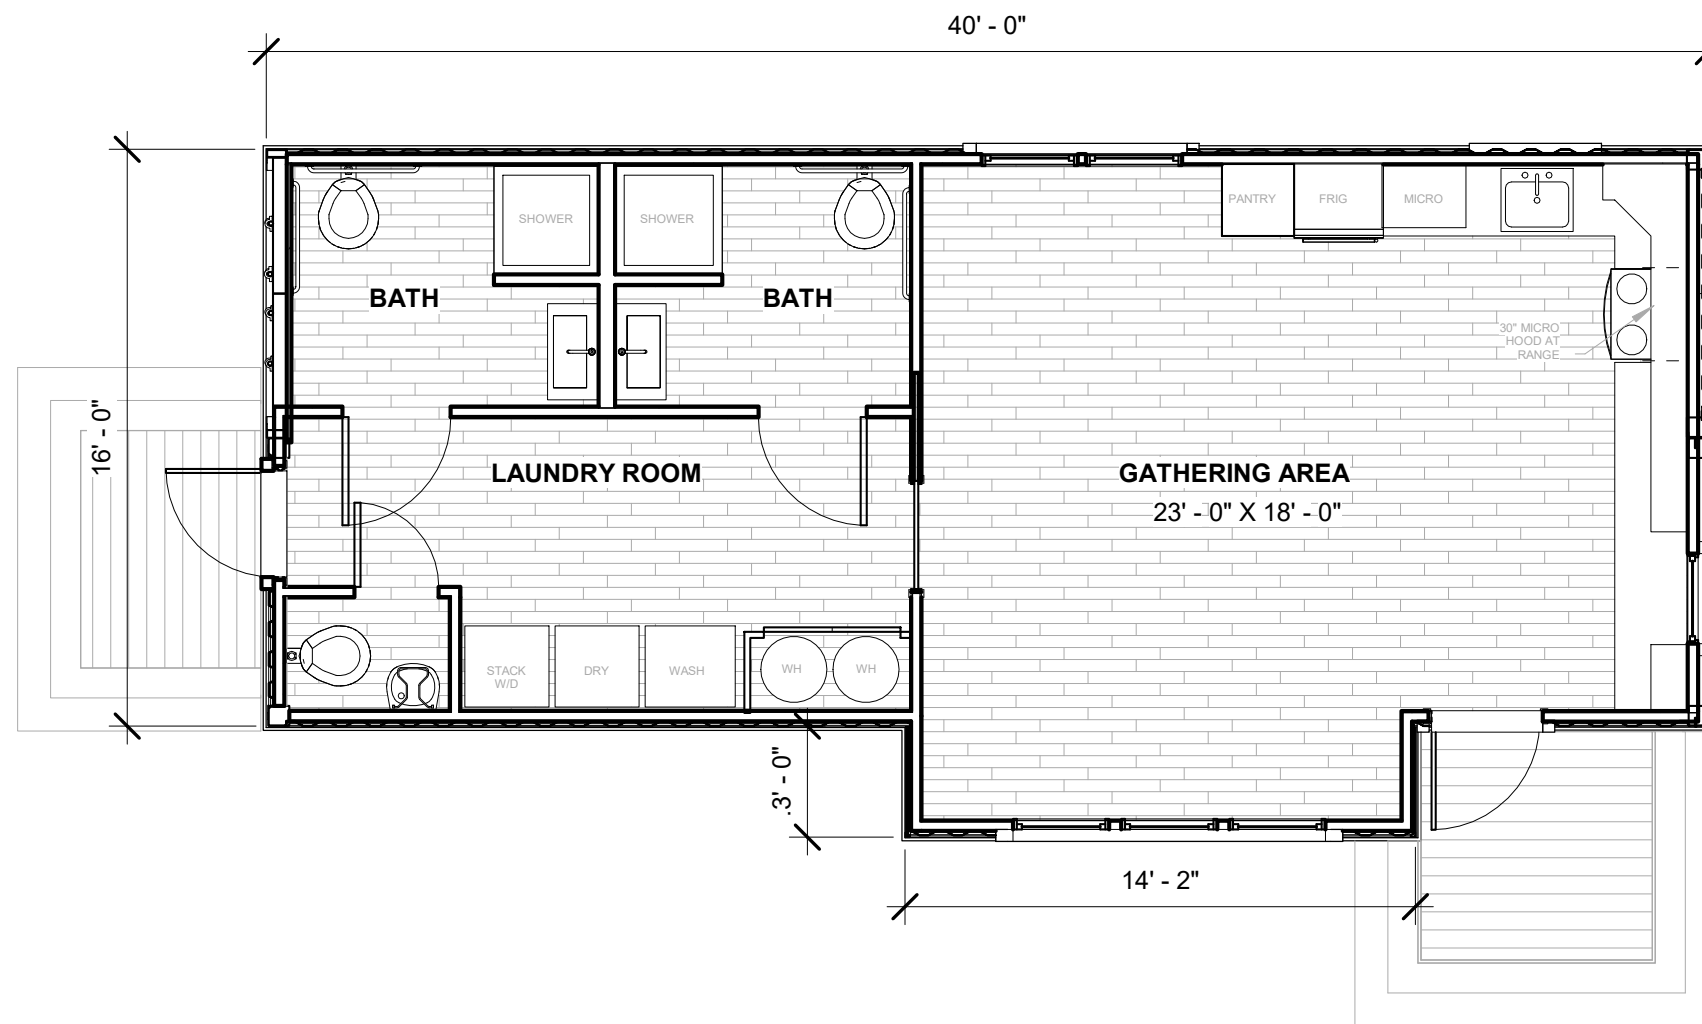 40' - 0"
SHOWER
SHOWER
PANTRY
FRIG
MICRO
BATH
BATH
30" MICRO
HOOD AT
RANGE
16' - 0"
LAUNDRY ROOM
GATHERING AREA
23' - 0" X 18' - 0"
STACK
W/D
DRY
WASH
WH
WH
3' - 0"
14' - 2"